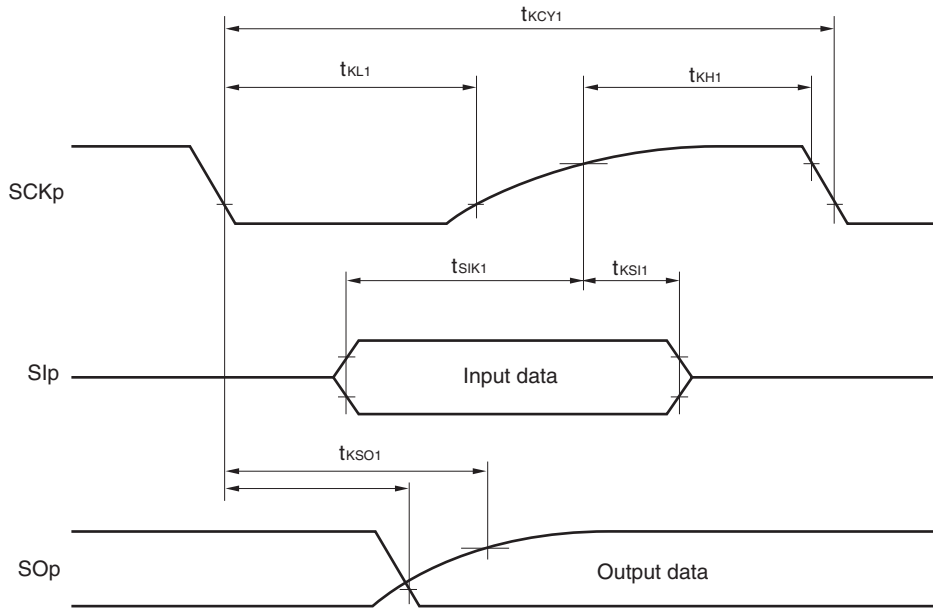 tKCY1
tKL1
tKH1
SCKp
tSIK1
tKSI1
SIp
Input data
tKSO1
SOp
Output data